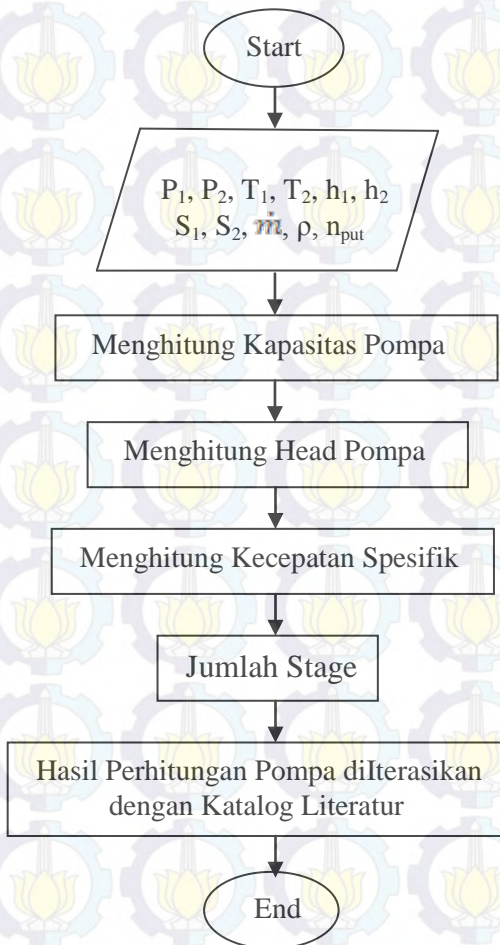 Start
P₁, P₂, T₁, T₂, h₁, h₂
S₁, S₂, ṁ, ρ, nput
Menghitung Kapasitas Pompa
Menghitung Head Pompa
Menghitung Kecepatan Spesifik
Jumlah Stage
Hasil Perhitungan Pompa diIterasikan
dengan Katalog Literatur
End